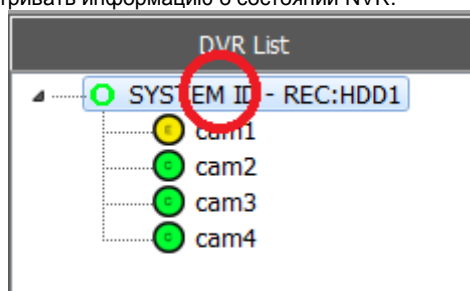 тривать информацию о состоянии NVR.
DVR List
SYSTEM ID - REC:HDD1
E cam1
C cam2
C cam3
C cam4